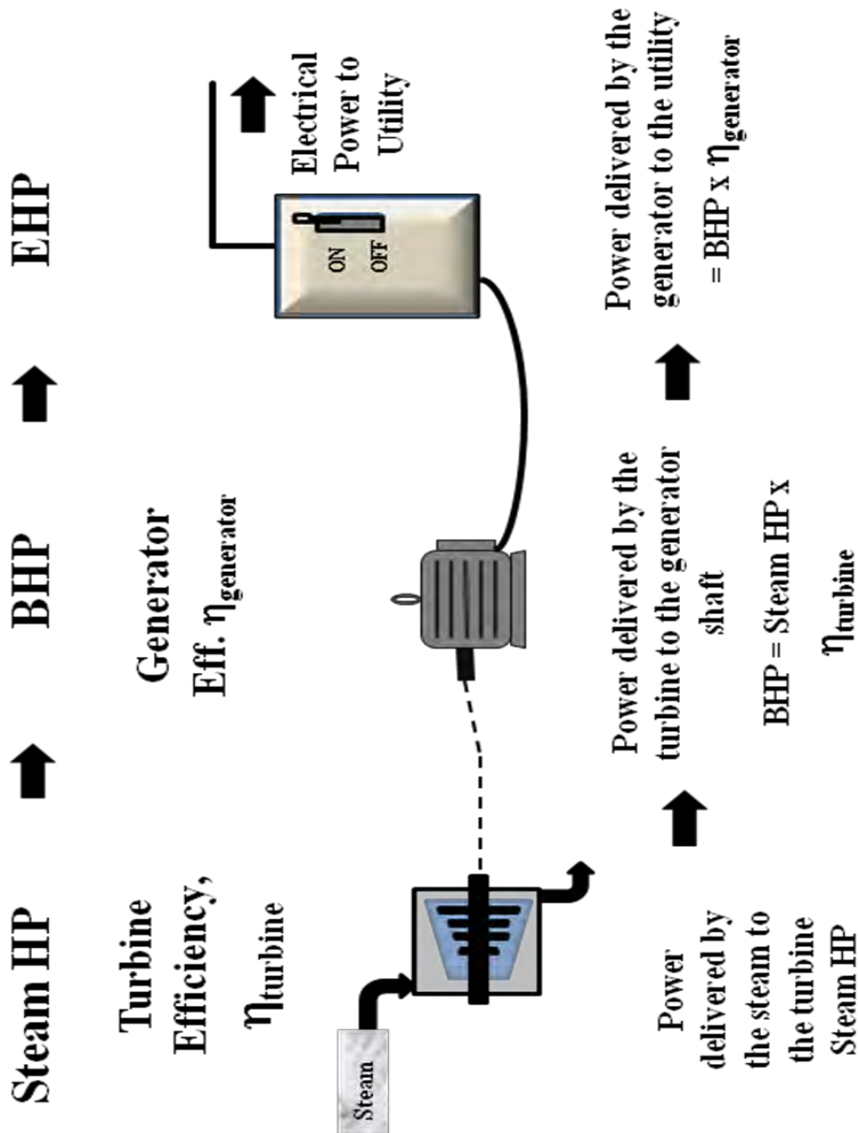 Steam HP
BHP
EHP
Turbine
Efficiency,
ηturbine
Generator
Eff. ηgenerator
Steam
ON
OFF
Electrical
Power to
Utility
Power
delivered by
the steam to
the turbine
Steam HP
Power delivered by the
turbine to the generator
shaft
BHP = Steam HP x
ηturbine
Power delivered by the
generator to the utility
= BHP x ηgenerator